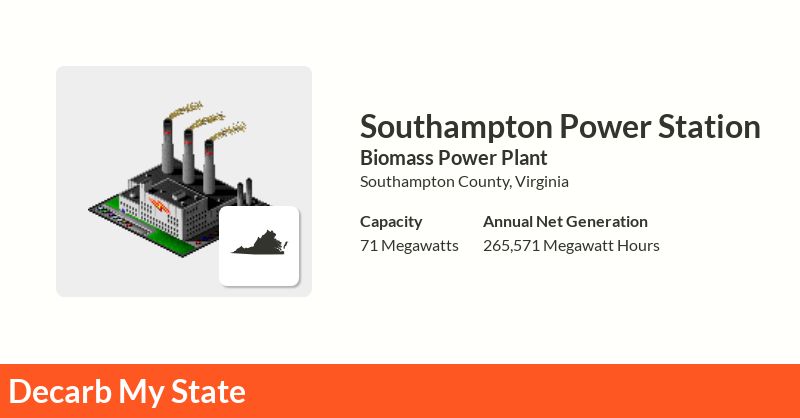 Southampton Power Station
Biomass Power Plant
Southampton County, Virginia
Capacity
71 Megawatts
Annual Net Generation
265,571 Megawatt Hours
Decarb My State